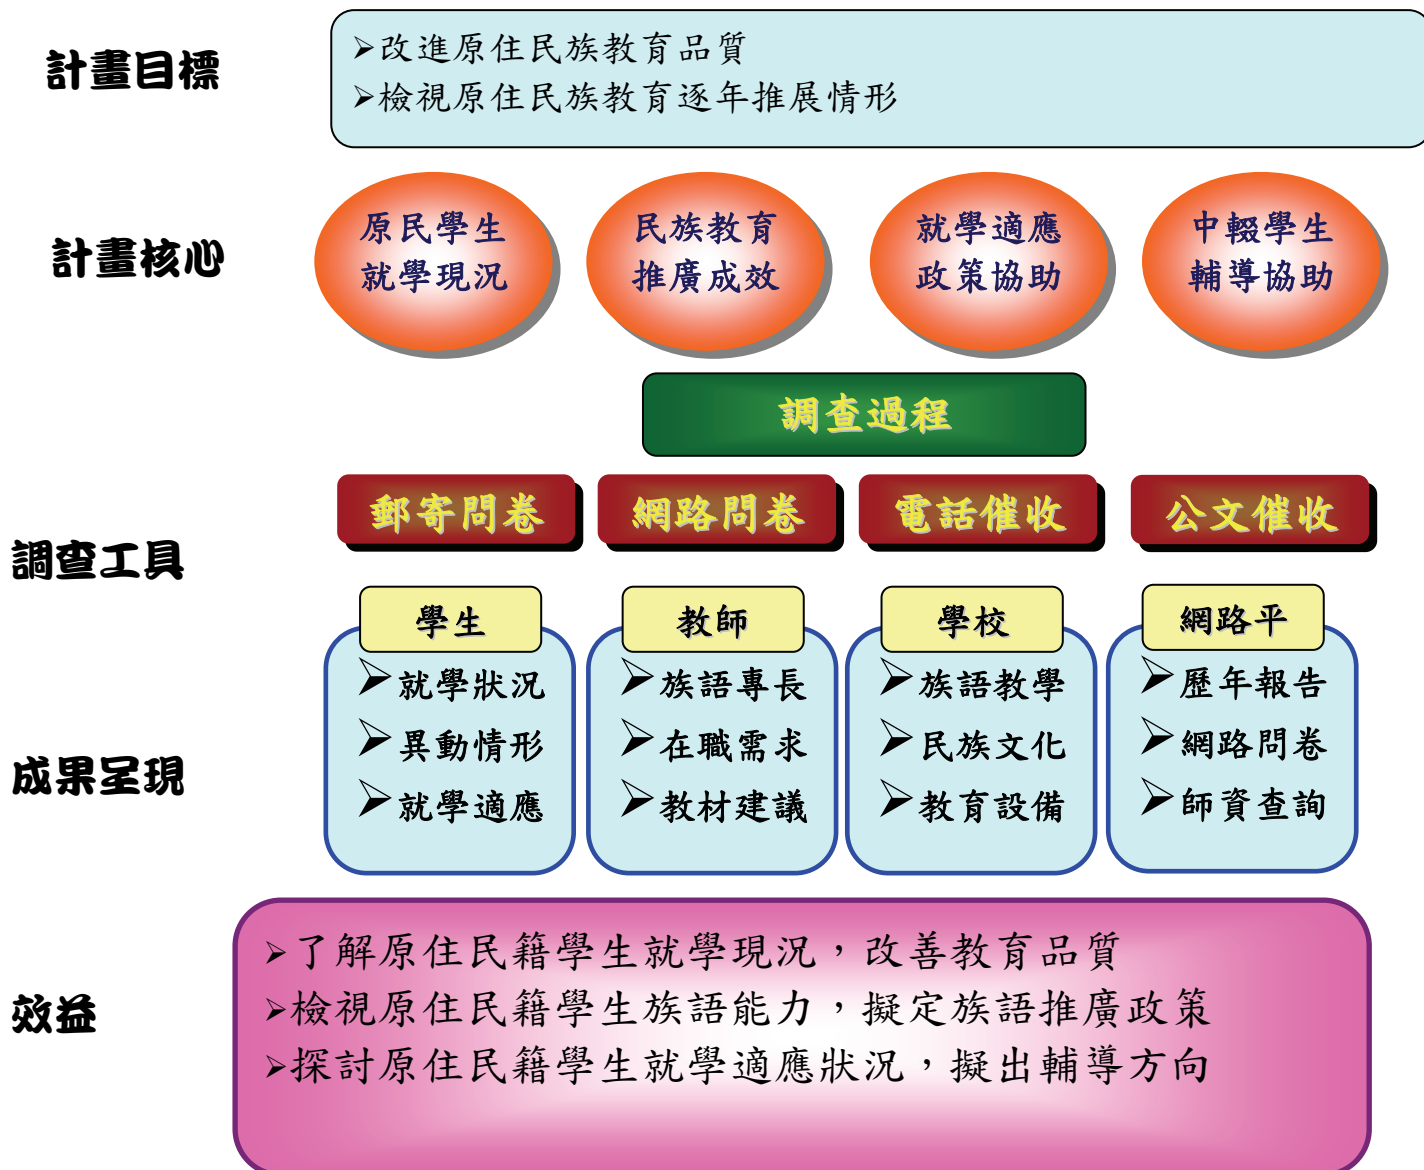 計畫目標
➢改進原住民族教育品質
➢檢視原住民族教育逐年推展情形
計畫核心
原民學生
就學現況
民族教育
推廣成效
就學適應
政策協助
中輟學生
輔導協助
調查過程
調查工具
郵寄問卷
網路問卷
電話催收
公文催收
成果呈現
學生
➢就學狀況
➢異動情形
➢就學適應
教師
➢族語專長
➢在職需求
➢教材建議
學校
➢族語教學
➢民族文化
➢教育設備
網路平
➢歷年報告
➢網路問卷
➢師資查詢
效益
➢了解原住民籍學生就學現況，改善教育品質
➢檢視原住民籍學生族語能力，擬定族語推廣政策
➢探討原住民籍學生就學適應狀況，擬出輔導方向